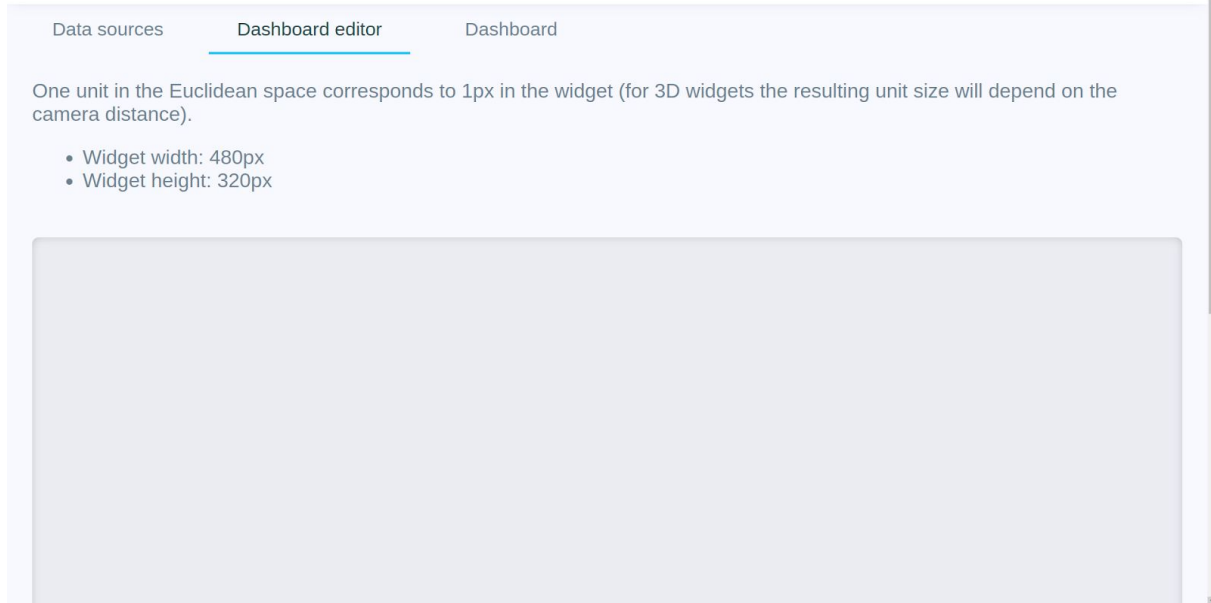 Data sources
Dashboard editor
Dashboard
One unit in the Euclidean space corresponds to 1px in the widget (for 3D widgets the resulting unit size will depend on the
camera distance).
Widget width: 480px
Widget height: 320px